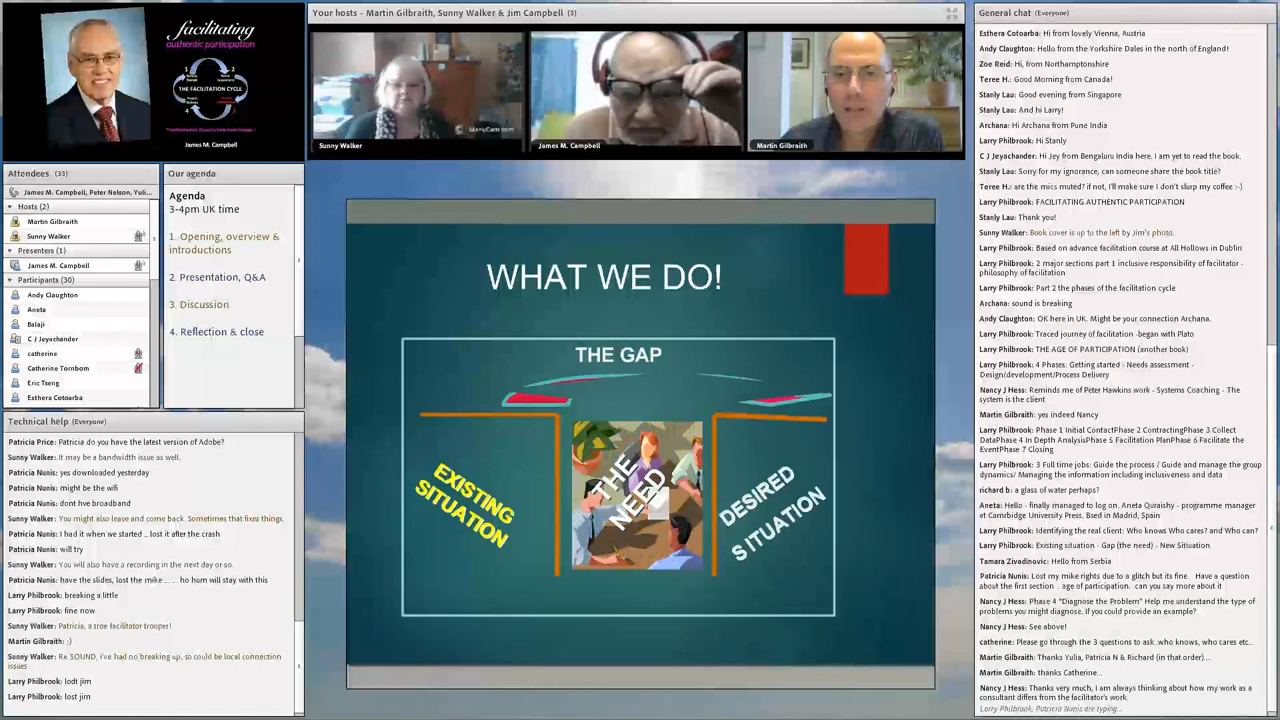 facilitating
authentic participation
1
2
THE FACILITATION CYCLE
4
3
James M. Campbell
Your hosts - Martin Gilbraith, Sunny Walker & Jim Campbell (3)
Sunny Walker
ManyCam.com
James M. Campbell
Martin Gilbraith
Attendees (33)
James M. Campbell, Peter Nelson, Yuli...
Hosts (2)
Martin Gilbraith
Sunny Walker
Presenters (1)
James M. Campbell
Participants (30)
Andy Claughton
Aneta
Balaji
C J Jeyachander
catherine
Catherine Tornbom
Eric Tseng
Esthera Cotoarba
Our agenda
Agenda
3-4pm UK time
1. Opening, overview &
introductions
2. Presentation, Q&A
3. Discussion
4. Reflection & close
Technical help (Everyone)
Patricia Price: Patricia do you have the latest version of Adobe?
Sunny Walker: It may be a bandwidth issue as well.
Patricia Nunis: yes downloaded yesterday
Patricia Nunis: might be the wifi
Patricia Nunis: dont hve broadband
Sunny Walker: You might also leave and come back. Sometimes that fixes things.
Patricia Nunis: I had it when we started .. lost it after the crash
Patricia Nunis: will try
Sunny Walker: You will also have a recording in the next day or so.
Patricia Nunis: have the slides, lost the mike ... ... ho hum will stay with this
Larry Philbrook: breaking a little
Larry Philbrook: fine now
Sunny Walker: Patricia, a troe facilitator trooper!
Martin Gilbraith: :)
Sunny Walker: Re SOUND, i've had no breaking up, so could be local connection
issues
Larry Philbrook: lodt jim
Larry Philbrook: lost jim
WHAT WE DO!
THE GAP
EXISTING
SITUATION
THE
NEED
DESIRED
SITUATION
General chat (Everyone)
Esthera Cotoarba: Hi from lovely Vienna, Austria
Andy Claughton: Hello from the Yorkshire Dales in the north of England!
Zoe Reid: Hi, from Northamptonshire
Teree H.: Good Morning from Canada!
Stanly Lau: Good evening from Singapore
Stanly Lau: And hi Larry!
Archana: Hi Archana from Pune India
Larry Philbrook: Hi Stanly
C J Jeyachander: Hi Jey from Bengaluru India here. I am yet to read the book.
Stanly Lau: Sorry for my ignorance, can someone share the book title?
Teree H.: are the mics muted? if not, I'll make sure I don't slurp my coffee :-)
Larry Philbrook: FACILITATING AUTHENTIC PARTICIPATION
Stanly Lau: Thank you!
Sunny Walker: Book cover is up to the left by Jim's photo.
Larry Philbrook: Based on advance facilitation course at All Hollows in Dublin
Larry Philbrook: 2 major sections part 1 inclusive responsibility of facilitator -
philosophy of facilitation
Larry Philbrook: Part 2 the phases of the facilitation cycle
Archana: sound is breaking
Andy Claughton: OK here in UK. Might be your connection Archana.
Larry Philbrook: Traced journey of facilitation -began with Plato
Larry Philbrook: THE AGE OF PARTICIPATION (another book)
Larry Philbrook: 4 Phases: Getting started - Needs assessment -
Design/development/Process Delivery
Nancy J Hess: Reminds me of Peter Hawkins work - Systems Coaching - The
system is the client
Martin Gilbraith: yes indeed Nancy
Larry Philbrook: Phase 1 Initial ContactPhase 2 ContractingPhase 3 Collect
DataPhase 4 In Depth AnalysisPhase 5 Facilitation PlanPhase 6 Facilitate the
EventPhase 7 Closing
Larry Philbrook: 3 Full time jobs: Guide the process / Guide and manage the group
dynamics/ Managing the information including inclusiveness and data
richard b: a glass of water perhaps?
Aneta: Hello - finally managed to log on. Aneta Quraishy - programme manager
at Cambridge University Press, Bsed in Madrid, Spain
Larry Philbrook: Identifying the real client: Who knows Who cares? and Who can?
Larry Philbrook: Existing situation - Gap (the need) - New Sitiuation
Tamara Zivadinovic: Hello from Serbia
Patricia Nunis: Lost my mike rights due to a glitch but its fine. Have a question
about the first section .. age of participation. can you say more about it
Nancy J Hess: Phase 4 "Diagnose the Problem" Help me understand the type of
problems you might diagnose. If you could provide an example?
Nancy J Hess: See above!
catherine: Please go through the 3 questions to ask..who knows, who cares etc...
Martin Gilbraith: Thanks Yulia, Patricia N & Richard (in that order)...
Martin Gilbraith: thanks Catherine...
Nancy J Hess: Thanks very much, I am always thinking about how my work as a
consultant differs from the facilitator's work.
Larry Philbrook, Patricia Nunis are typing...